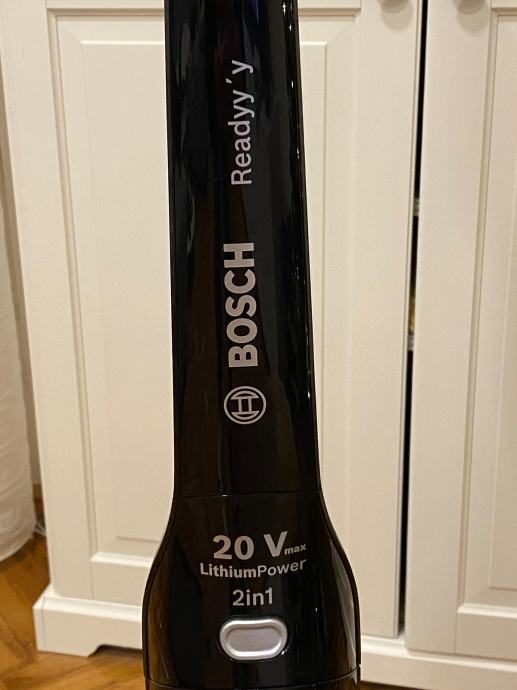 BOSCH Readyy'y
20 Vmax
LithiumPower
2in1